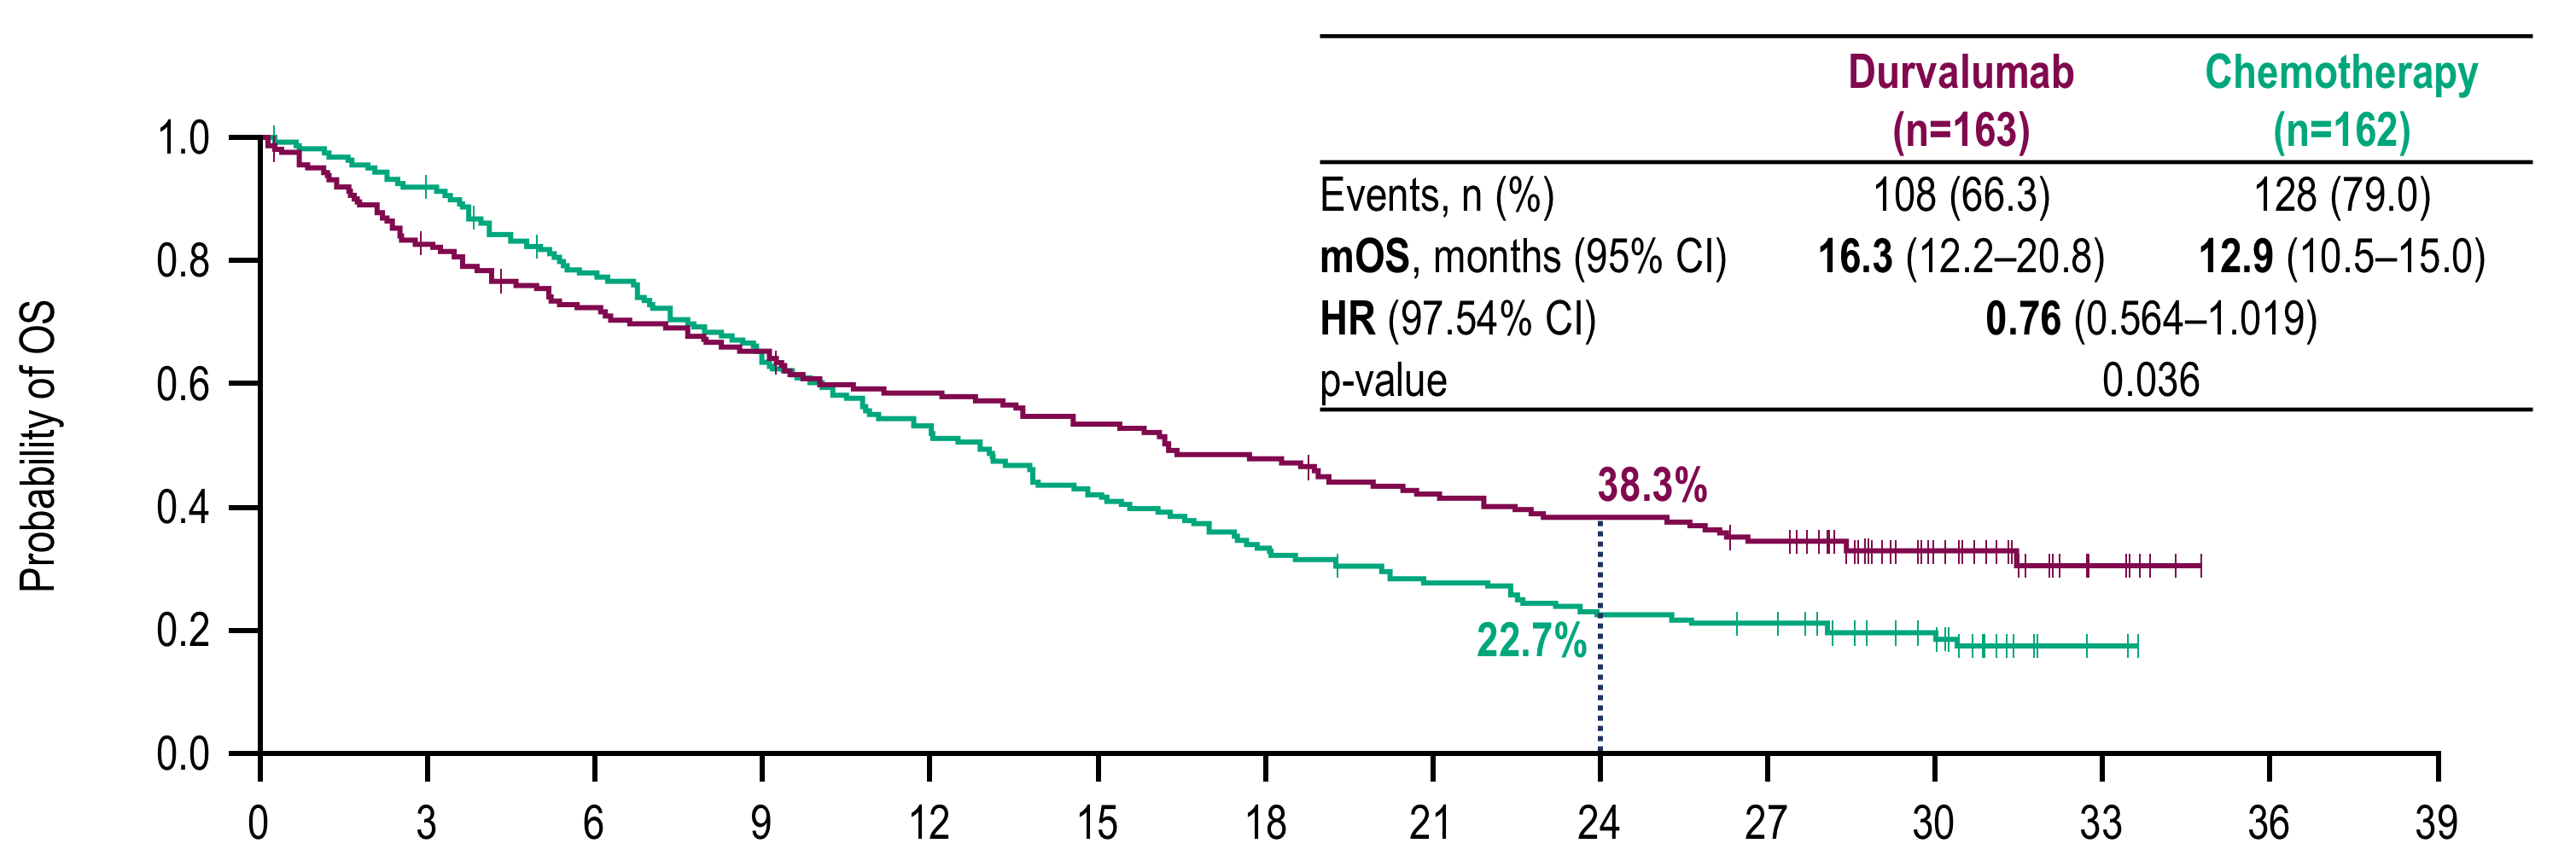 Durvalumab Chemotherapy
(n=163) (n=162)
Events, n (%) 108 (66.3) 128 (79.0)
mOS, months (95% CI) 16.3 (12.2–20.8) 12.9 (10.5–15.0)
HR (97.54% CI) 0.76 (0.564–1.019)
p-value 0.036
Probability of OS
1.0
0.8
0.6
0.4
0.2
0.0
38.3%
22.7%
0 3 6 9 12 15 18 21 24 27 30 33 36 39